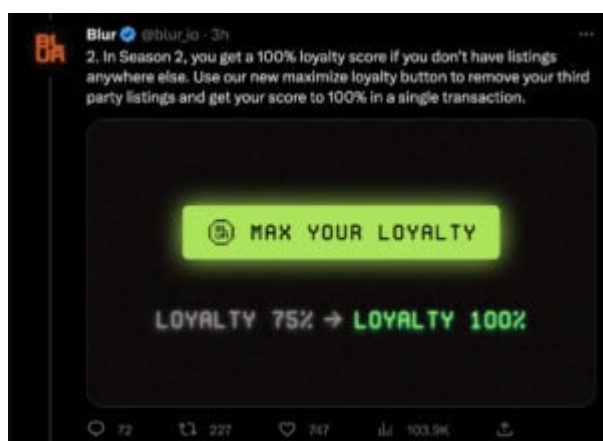 BL
UR
Blur @blur_io · 3h
2. In Season 2, you get a 100% loyalty score if you don't have listings
anywhere else. Use our new maximize loyalty button to remove your third
party listings and get your score to 100% in a single transaction.
MAX YOUR LOYALTY
LOYALTY 75% → LOYALTY 100%
72 227 747 103.9K